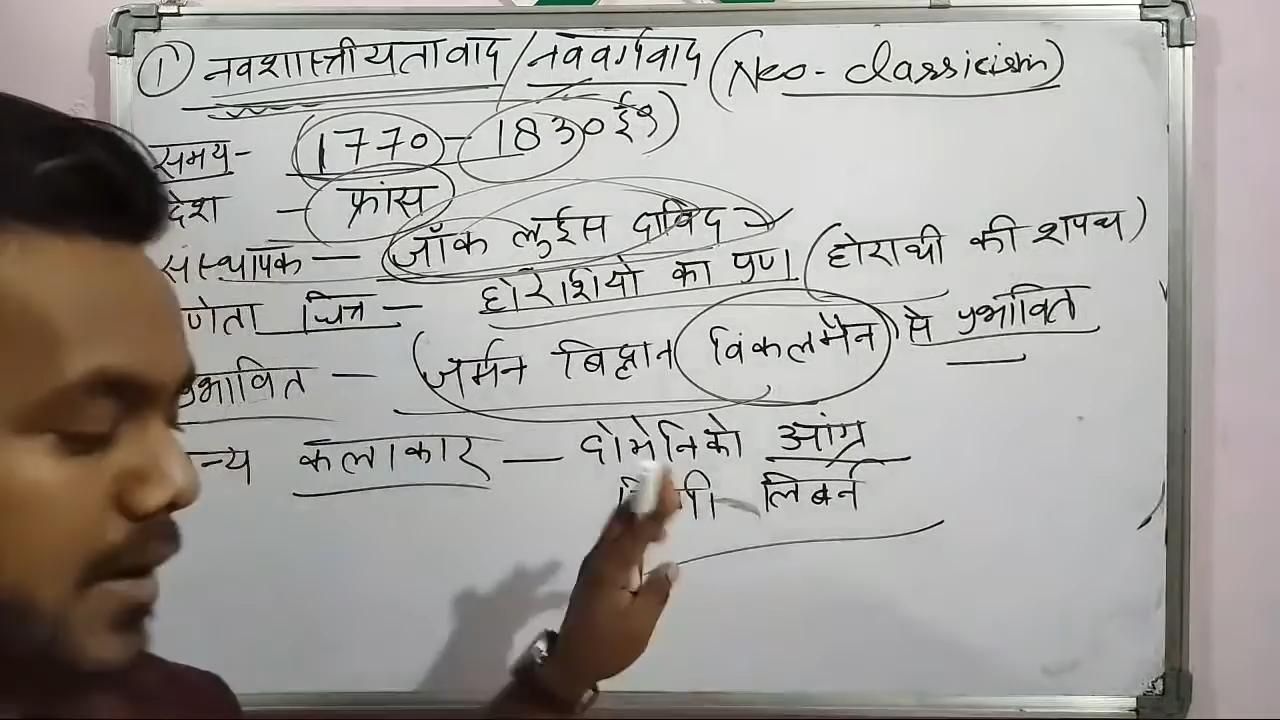 ① नवशास्त्रीयतावाद / नववर्गवाद (Neo-classicism)
समय- 1770 - 1830 ई०)
देश - फ्रांस
संस्थापक - जॉक लुईस दाविद
णेता चित्र - होरेशियो का प्रण (होराथी की शपथ)
भावित - (जर्मन विद्वान (विंकलमैन) से प्रभावित
न्य कलाकार - दोमेनिको आंग्र
लिबर्न